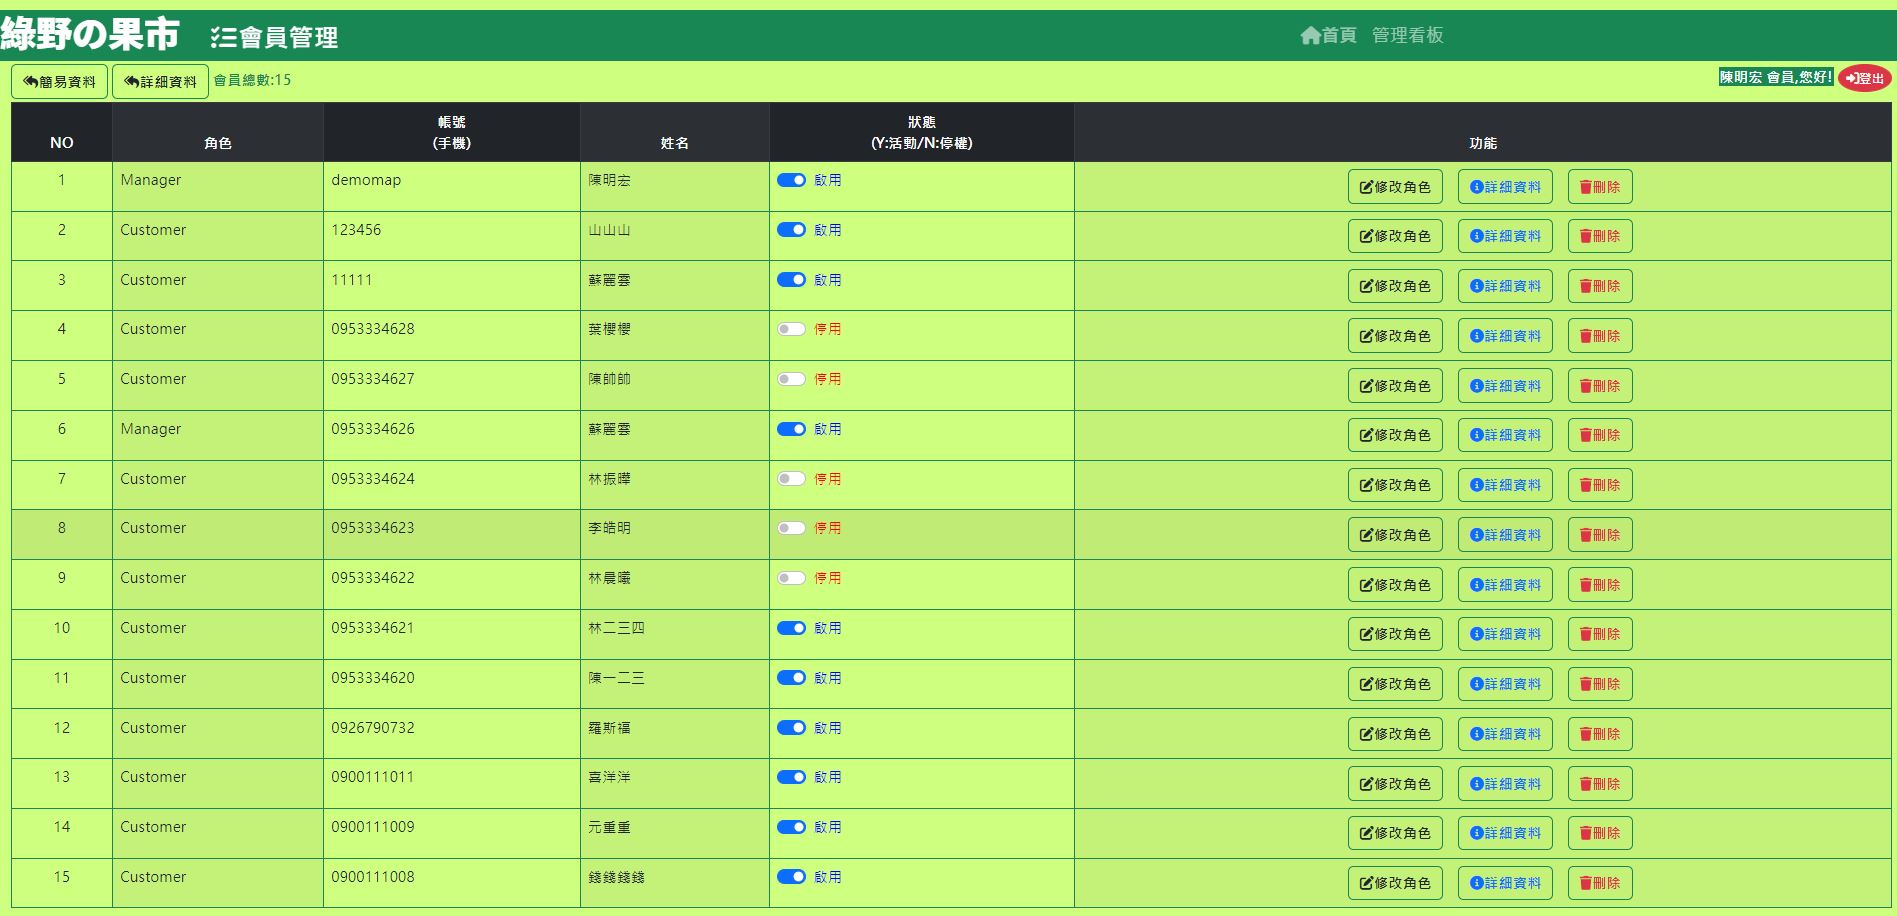 綠野の果市 會員管理 首頁 管理看板
簡易資料 詳細資料 會員總數:15 陳明宏 會員,您好! 登出
NO 角色 帳號 (手機) 姓名 狀態 (Y:活動/N:停權) 功能
1 Manager demomap 陳明宏 啟用 修改角色 詳細資料 刪除
2 Customer 123456 山山山 啟用 修改角色 詳細資料 刪除
3 Customer 11111 蘇麗雲 啟用 修改角色 詳細資料 刪除
4 Customer 0953334628 葉櫻櫻 停用 修改角色 詳細資料 刪除
5 Customer 0953334627 陳帥帥 停用 修改角色 詳細資料 刪除
6 Manager 0953334626 蘇麗雲 啟用 修改角色 詳細資料 刪除
7 Customer 0953334624 林振曄 停用 修改角色 詳細資料 刪除
8 Customer 0953334623 李皓明 停用 修改角色 詳細資料 刪除
9 Customer 0953334622 林晨曦 停用 修改角色 詳細資料 刪除
10 Customer 0953334621 林二三四 啟用 修改角色 詳細資料 刪除
11 Customer 0953334620 陳一二三 啟用 修改角色 詳細資料 刪除
12 Customer 0926790732 羅斯福 啟用 修改角色 詳細資料 刪除
13 Customer 0900111011 喜洋洋 啟用 修改角色 詳細資料 刪除
14 Customer 0900111009 元重重 啟用 修改角色 詳細資料 刪除
15 Customer 0900111008 錢錢錢錢 啟用 修改角色 詳細資料 刪除